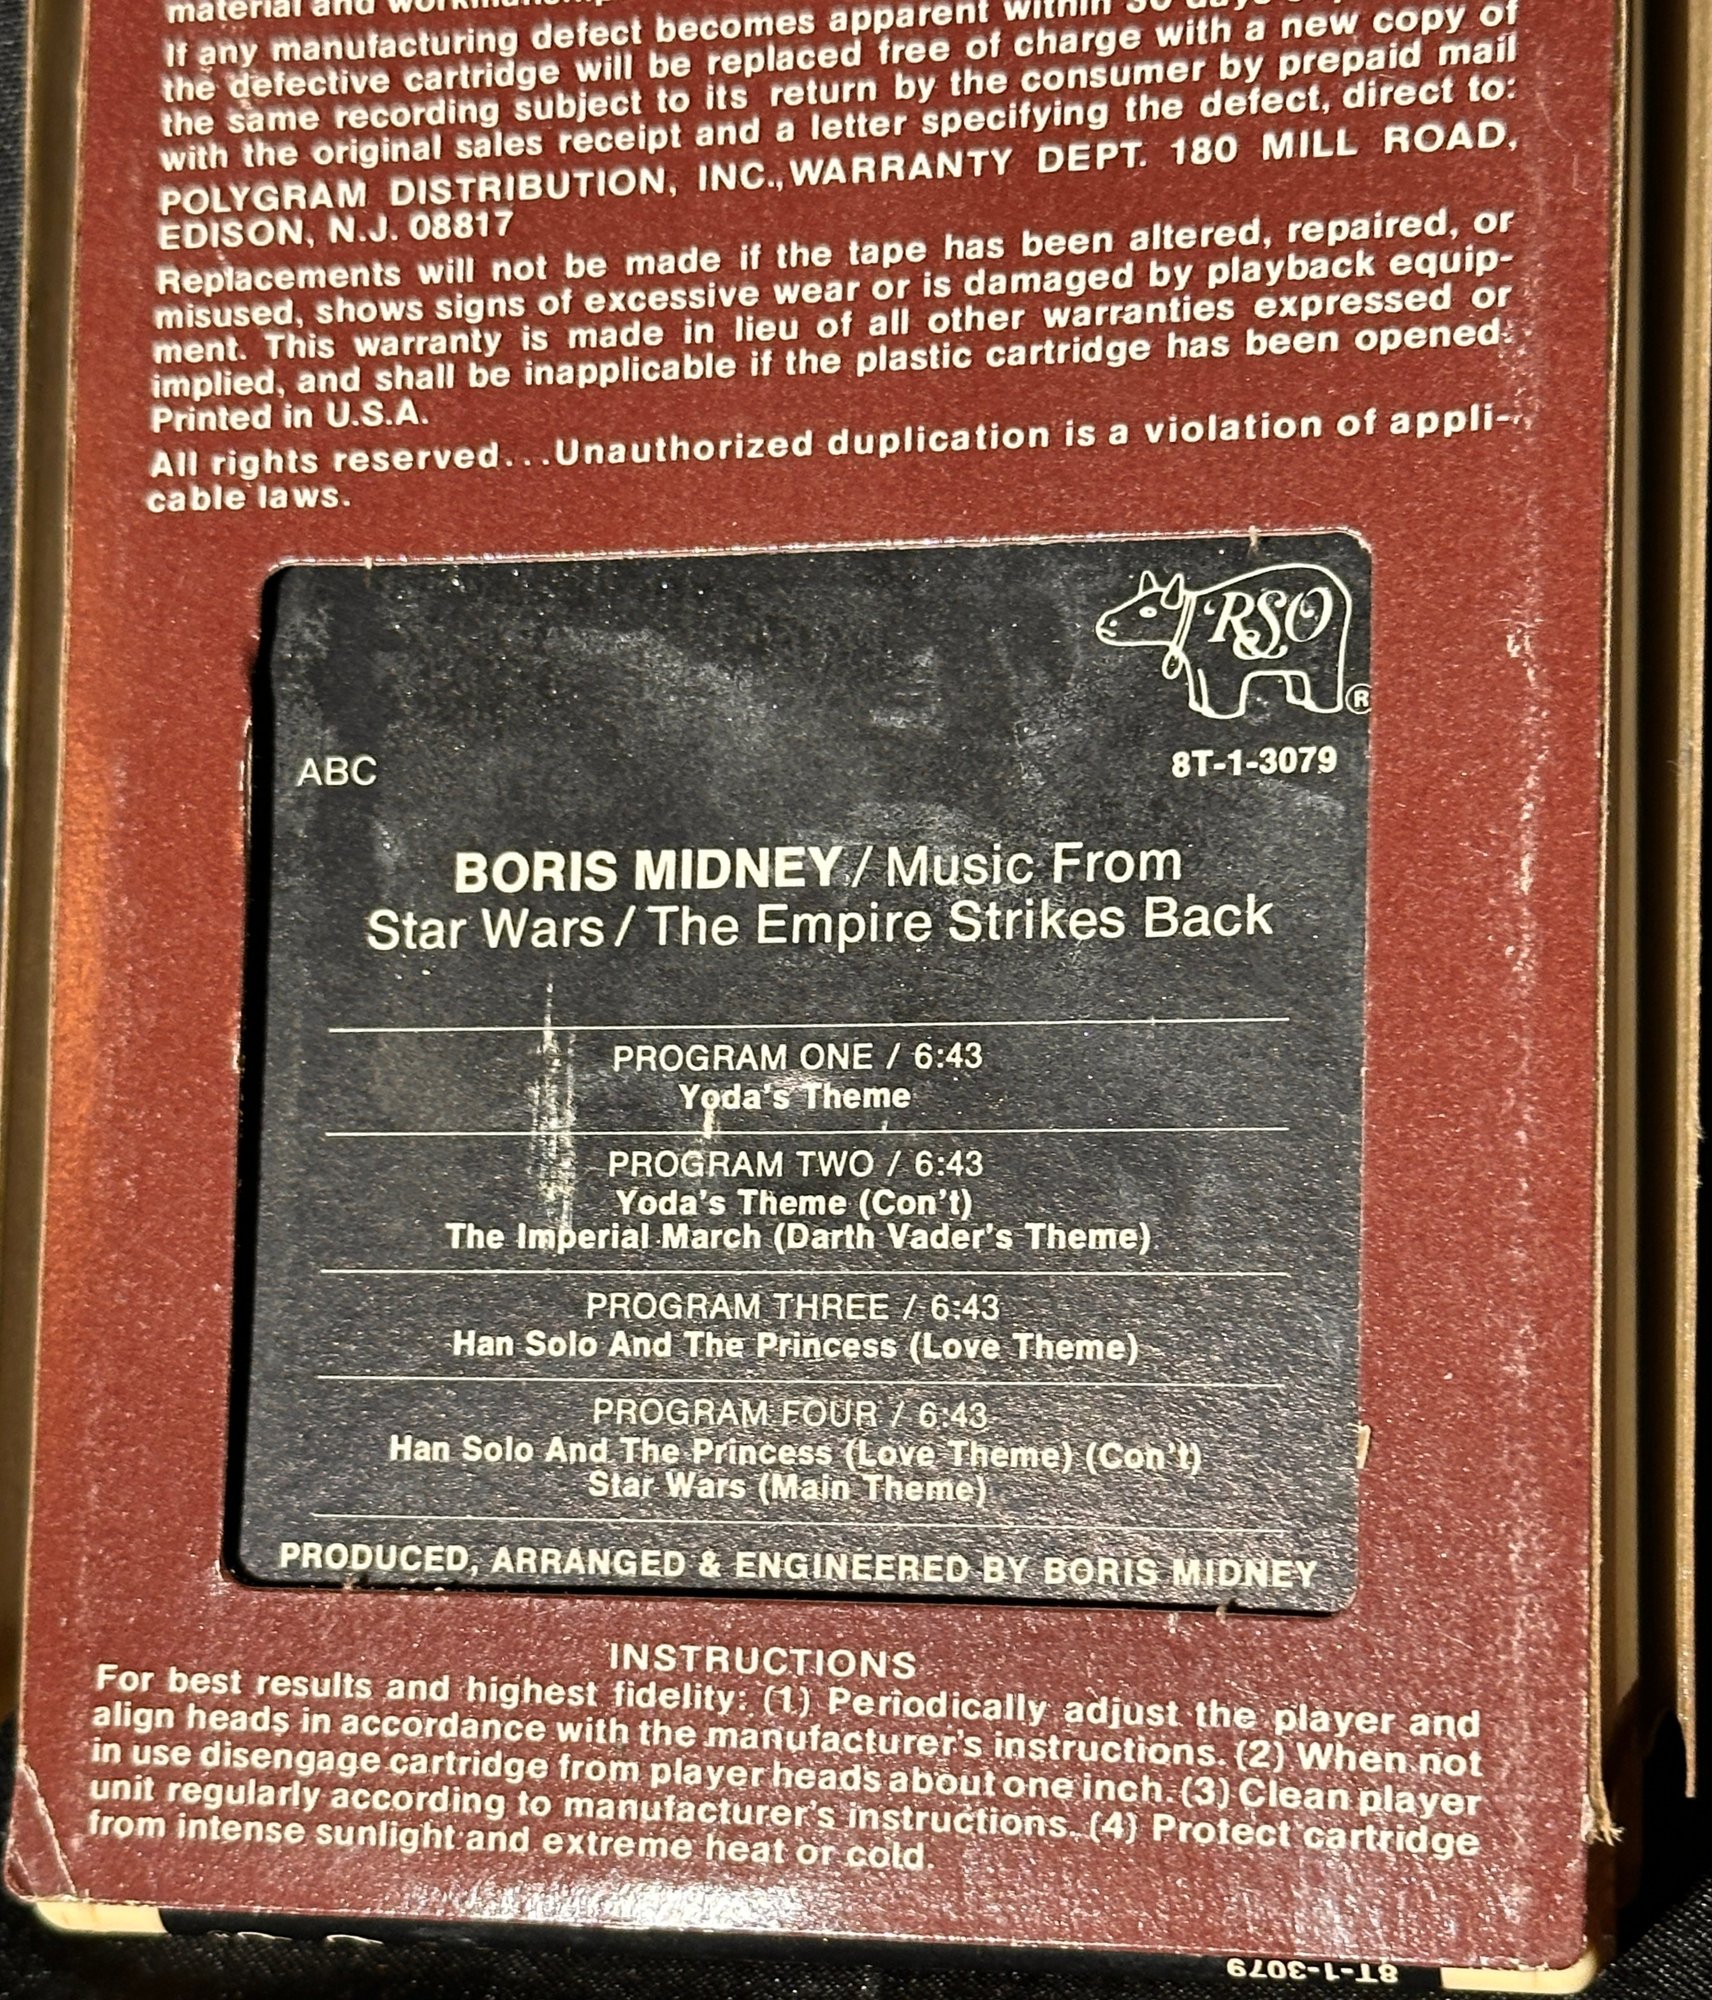 material and
If any manufacturing defect becomes apparent within 30 days
the defective cartridge will be replaced free of charge with a new copy of
the same recording subject to its return by the consumer by prepaid mail
with the original sales receipt and a letter specifying the defect, direct to:
POLYGRAM DISTRIBUTION, INC., WARRANTY DEPT. 180 MILL ROAD,
EDISON, N.J. 08817
Replacements will not be made if the tape has been altered, repaired, or
misused, shows signs of excessive wear or is damaged by playback equip-
ment. This warranty is made in lieu of all other warranties expressed or
implied, and shall be inapplicable if the plastic cartridge has been opened.
Printed in U.S.A.
All rights reserved...Unauthorized duplication is a violation of appli-
cable laws.
RSO
®
ABC
8T-1-3079
BORIS MIDNEY / Music From
Star Wars / The Empire Strikes Back
PROGRAM ONE / 6:43
Yoda's Theme
PROGRAM TWO / 6:43
Yoda's Theme (Con't)
The Imperial March (Darth Vader's Theme)
PROGRAM THREE / 6:43
Han Solo And The Princess (Love Theme)
PROGRAM FOUR / 6:43
Han Solo And The Princess (Love Theme) (Con't)
Star Wars (Main Theme)
PRODUCED, ARRANGED & ENGINEERED BY BORIS MIDNEY
INSTRUCTIONS
For best results and highest fidelity: (1) Periodically adjust the player and
align heads in accordance with the manufacturer's instructions. (2) When not
in use disengage cartridge from player heads about one inch. (3) Clean player
unit regularly according to manufacturer's instructions. (4) Protect cartridge
from intense sunlight and extreme heat or cold.
8T-1-3079